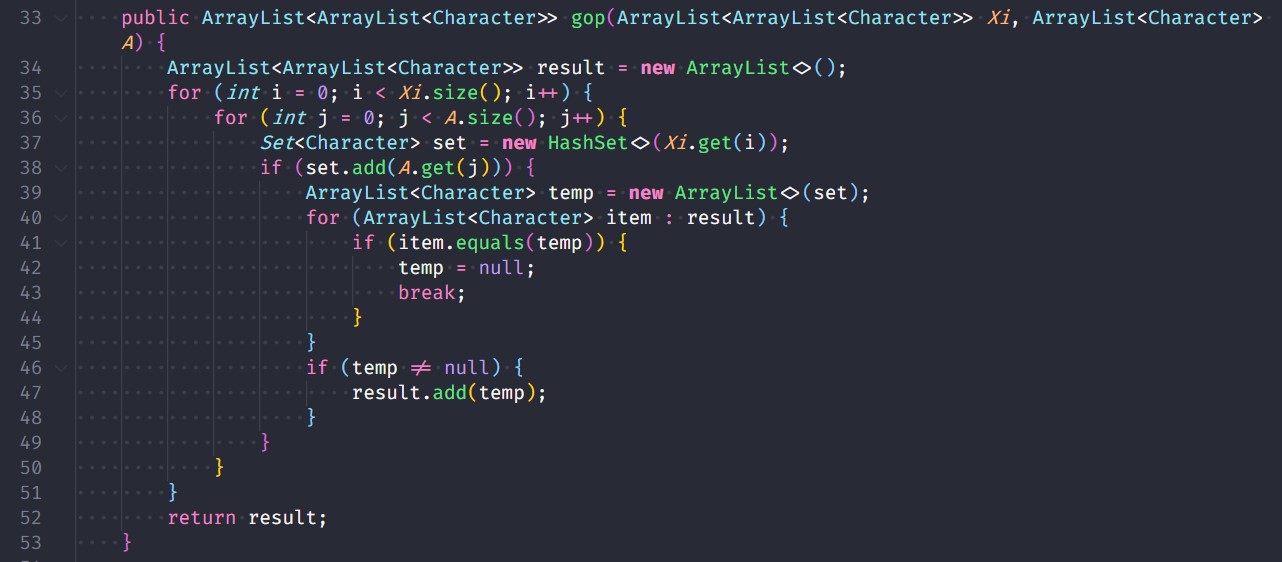 33 public ArrayList<ArrayList<Character>> gop(ArrayList<ArrayList<Character>> Xi, ArrayList<Character>
A) {
34 ArrayList<ArrayList<Character>> result = new ArrayList<>();
35 for (int i = 0; i < Xi.size(); i++) {
36 for (int j = 0; j < A.size(); j++) {
37 Set<Character> set = new HashSet<>(Xi.get(i));
38 if (set.add(A.get(j))) {
39 ArrayList<Character> temp = new ArrayList<>(set);
40 for (ArrayList<Character> item : result) {
41 if (item.equals(temp)) {
42 temp = null;
43 break;
44 }
45 }
46 if (temp != null) {
47 result.add(temp);
48 }
49 }
50 }
51 }
52 return result;
53 }